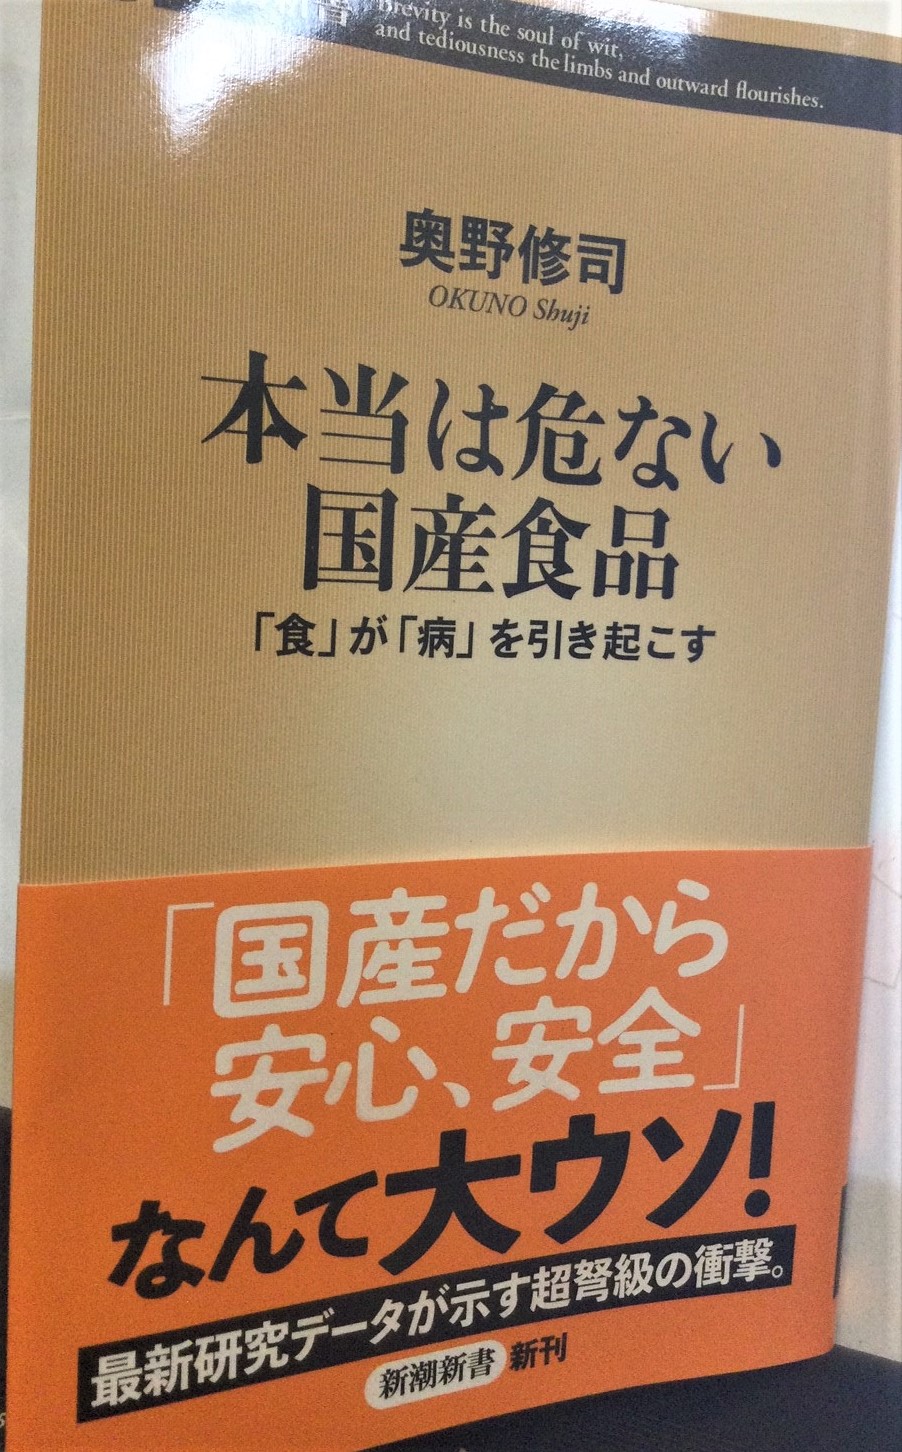 brevity is the soul of wit,
and tediousness the limbs and outward flourishes.
奥野修司
OKUNO Shuji
本当は危ない
国産食品
「食」が「病」を引き起こす
「国産だから
安心、安全」
なんて大ウソ!
最新研究データが示す超弩級の衝撃。
新潮新書 新刊